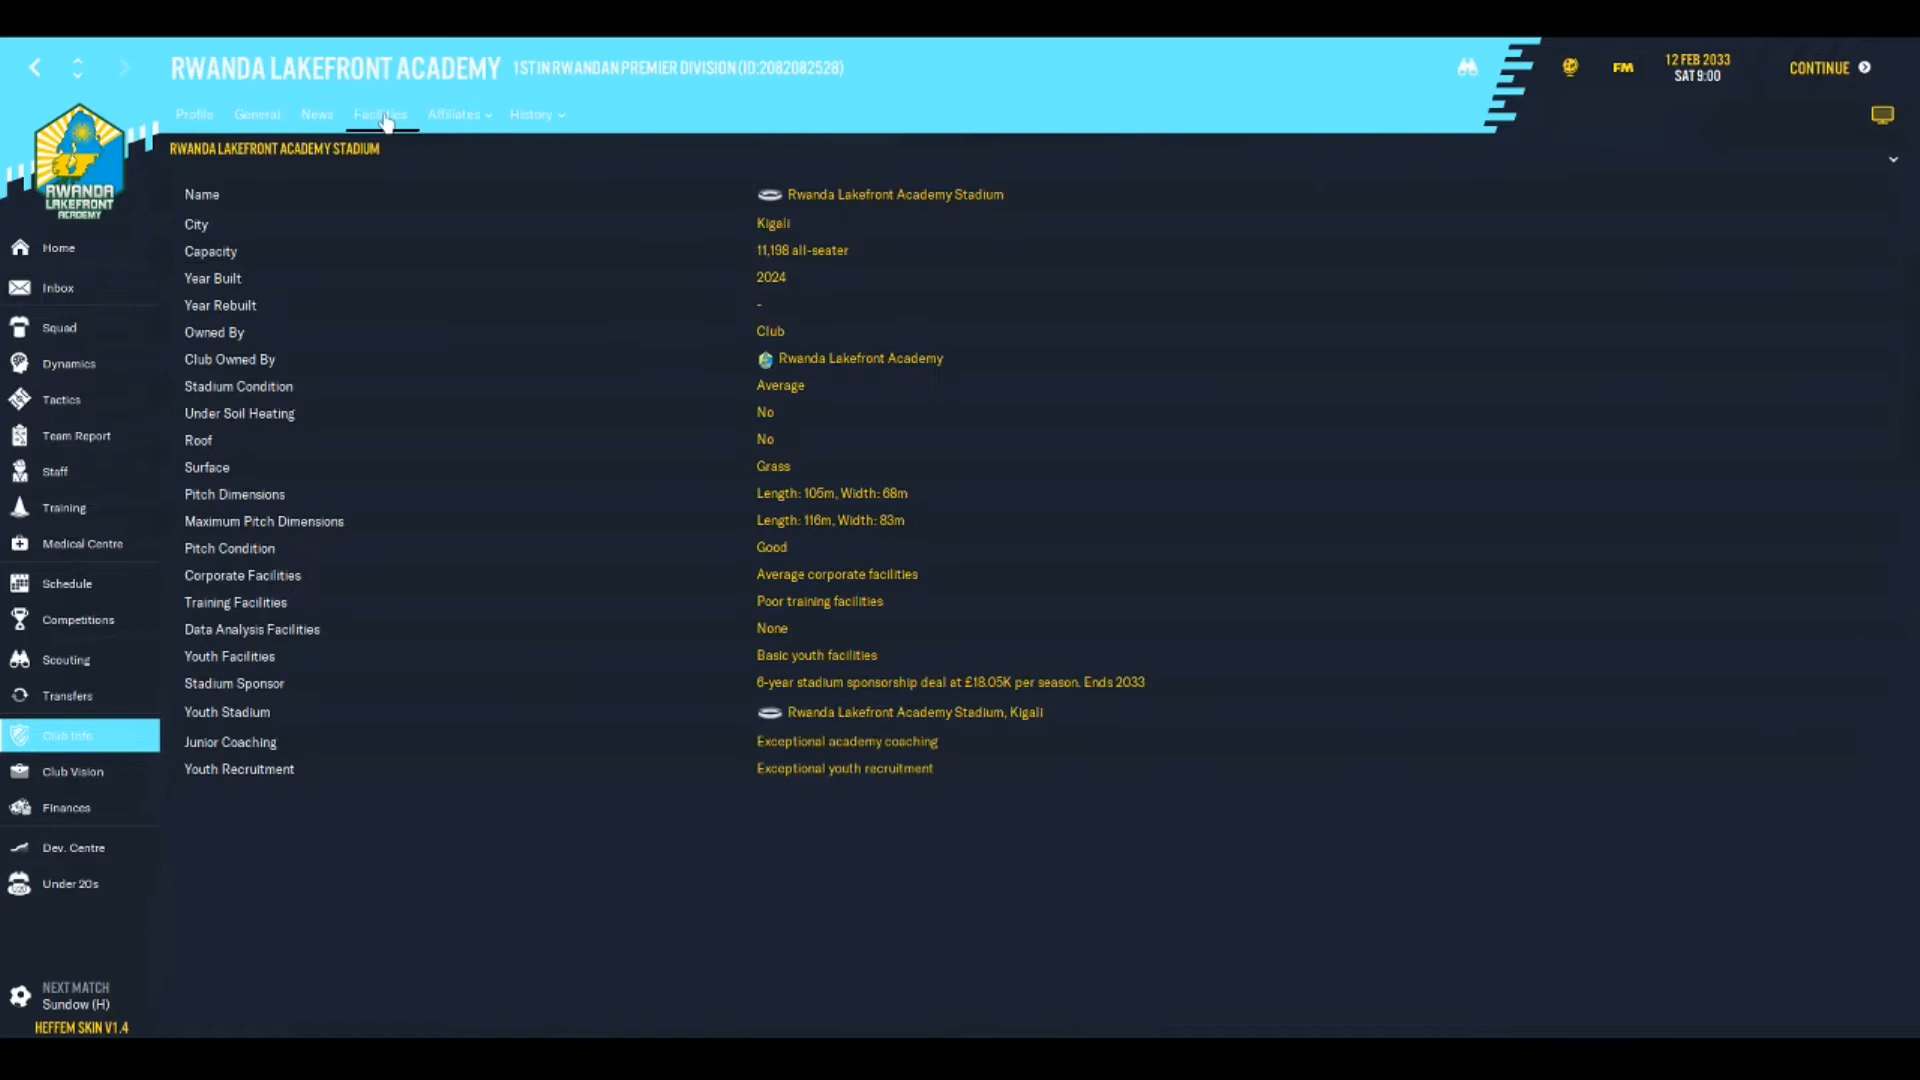 RWANDA LAKEFRONT ACADEMY 1ST IN RWANDAN PREMIER DIVISION (ID:2082082528)
FM
12 FEB 2033
SAT 9:00
CONTINUE
Profile General News Facilities Affiliates History
RWANDA LAKEFRONT ACADEMY
RWANDA LAKEFRONT ACADEMY STADIUM
Name Rwanda Lakefront Academy Stadium
City Kigali
Capacity 11,198 all-seater
Year Built 2024
Year Rebuilt -
Owned By Club
Club Owned By Rwanda Lakefront Academy
Stadium Condition Average
Under Soil Heating No
Roof No
Surface Grass
Pitch Dimensions Length: 105m, Width: 68m
Maximum Pitch Dimensions Length: 116m, Width: 83m
Pitch Condition Good
Corporate Facilities Average corporate facilities
Training Facilities Poor training facilities
Data Analysis Facilities None
Youth Facilities Basic youth facilities
Stadium Sponsor 6-year stadium sponsorship deal at £18.05K per season. Ends 2033
Youth Stadium Rwanda Lakefront Academy Stadium, Kigali
Junior Coaching Exceptional academy coaching
Youth Recruitment Exceptional youth recruitment
Home
Inbox
Squad
Dynamics
Tactics
Team Report
Staff
Training
Medical Centre
Schedule
Competitions
Scouting
Transfers
Club Info
Club Vision
Finances
Dev. Centre
Under 20s
NEXT MATCH
Sundow (H)
HEFFEM SKIN V1.4